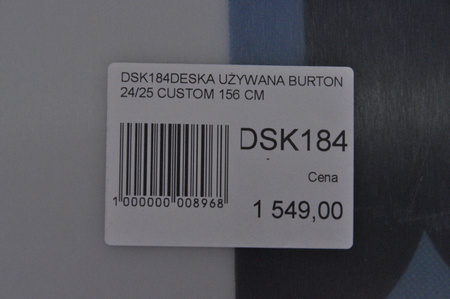 DSK184DESKA UŻYWANA BURTON
24/25 CUSTOM 156 CM
DSK184
Cena
1 549,00
1 000000 008968